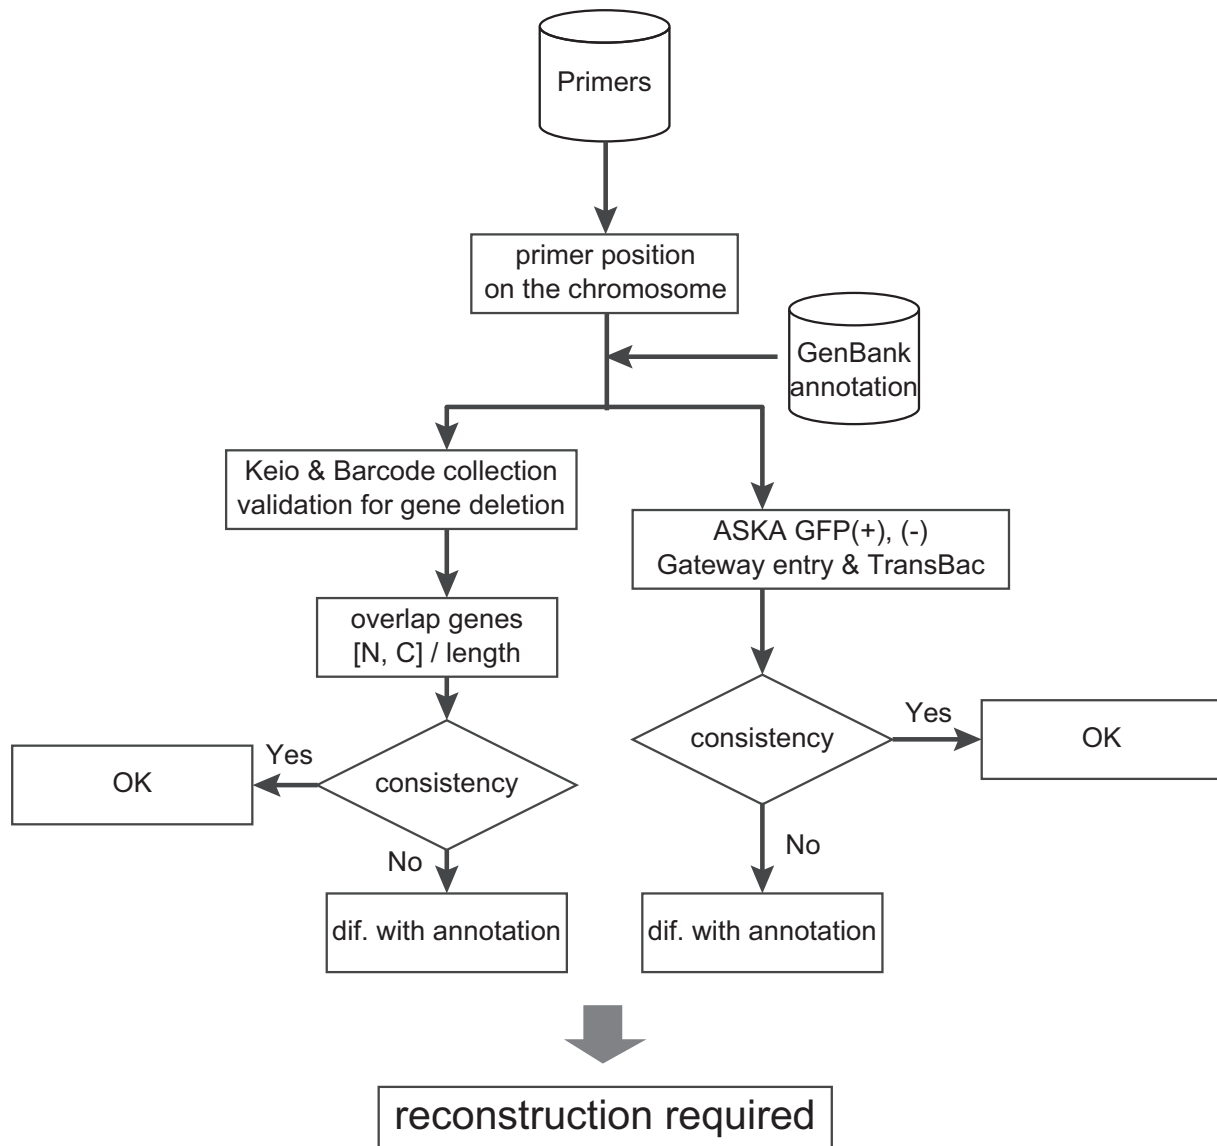 Primers
primer position
on the chromosome
GenBank
annotation
Keio & Barcode collection
validation for gene deletion
ASKA GFP(+), (-)
Gateway entry & TransBac
overlap genes
[N, C] / length
Yes
OK
consistency
No
dif. with annotation
consistency
Yes
OK
No
dif. with annotation
reconstruction required